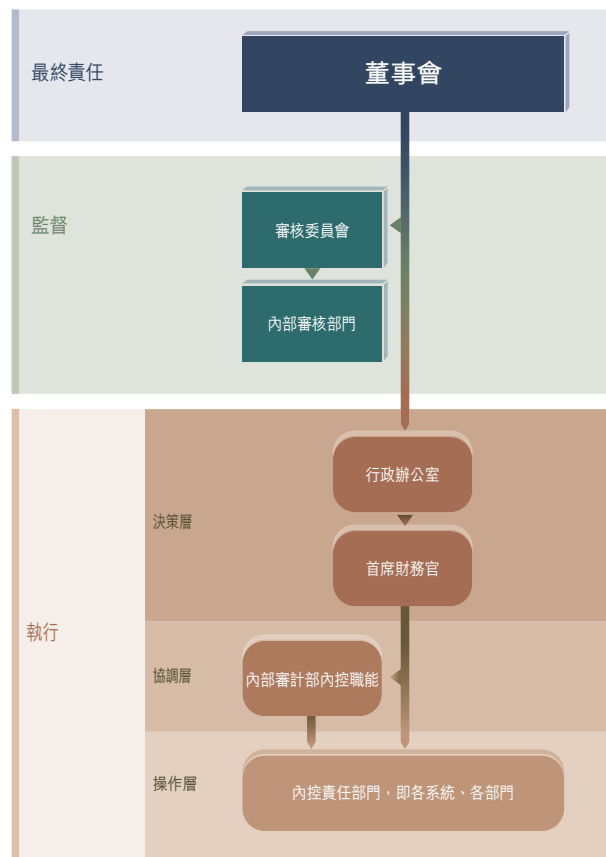 最終責任
董事會
監督
審核委員會
內部審核部門
執行
決策層
行政辦公室
首席財務官
協調層
內部審計部內控職能
操作層
內控責任部門，即各系統、各部門